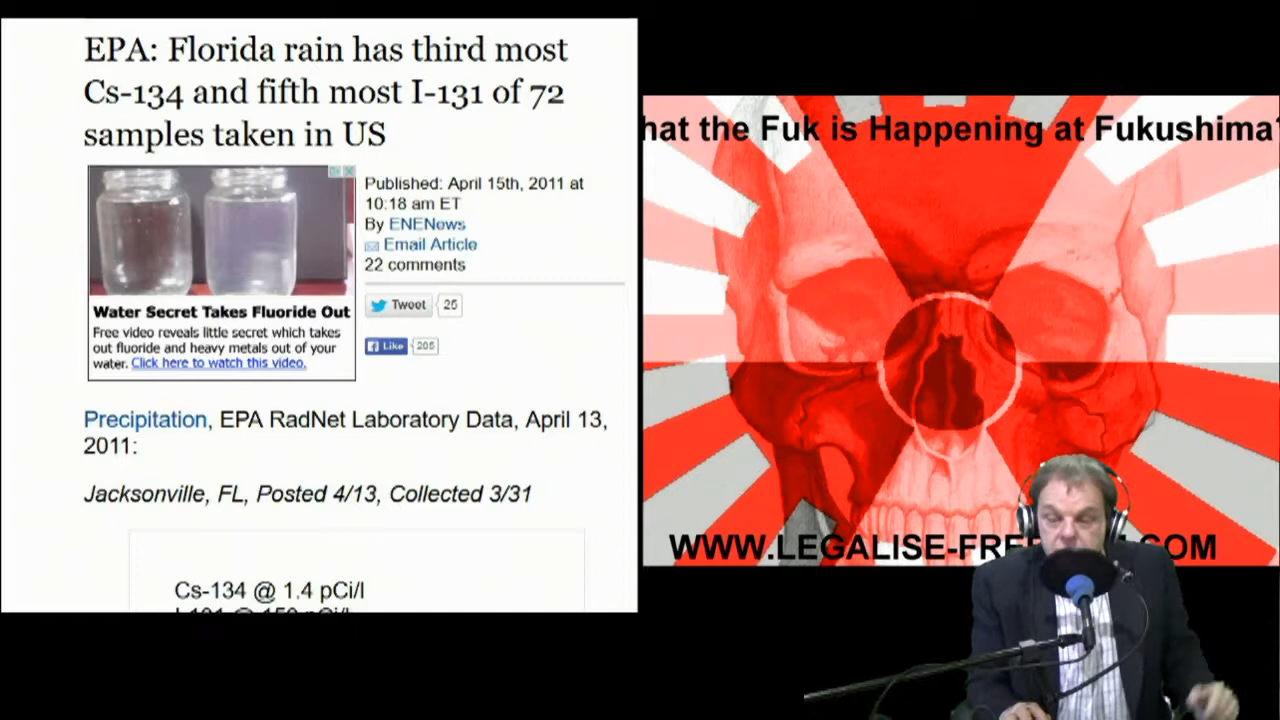 EPA: Florida rain has third most
Cs-134 and fifth most I-131 of 72
samples taken in US
Water Secret Takes Fluoride Out
Free video reveals little secret which takes
out fluoride and heavy metals out of your
water. Click here to watch this video.
Published: April 15th, 2011 at
10:18 am ET
By ENENews
Email Article
22 comments
Tweet 25
Like 205
Precipitation, EPA RadNet Laboratory Data, April 13,
2011:
Jacksonville, FL, Posted 4/13, Collected 3/31
Cs-134 @ 1.4 pCi/l
hat the Fuk is Happening at Fukushima?
WWW.LEGALISE-FREE .COM